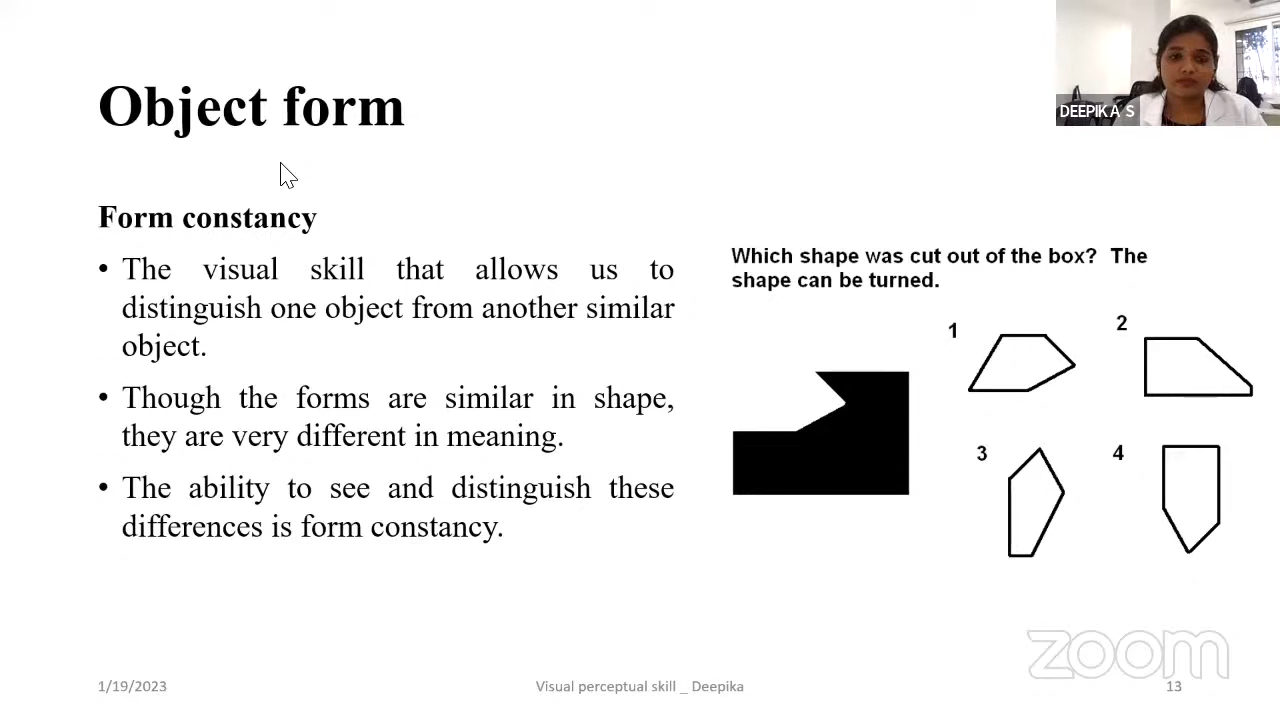 Object form
DEEPIKA S
Form constancy
• The visual skill that allows us to
distinguish one object from another similar
object.
• Though the forms are similar in shape,
they are very different in meaning.
• The ability to see and distinguish these
differences is form constancy.
Which shape was cut out of the box? The
shape can be turned.
1
2
3
4
zoom
1/19/2023
Visual perceptual skill _ Deepika
13